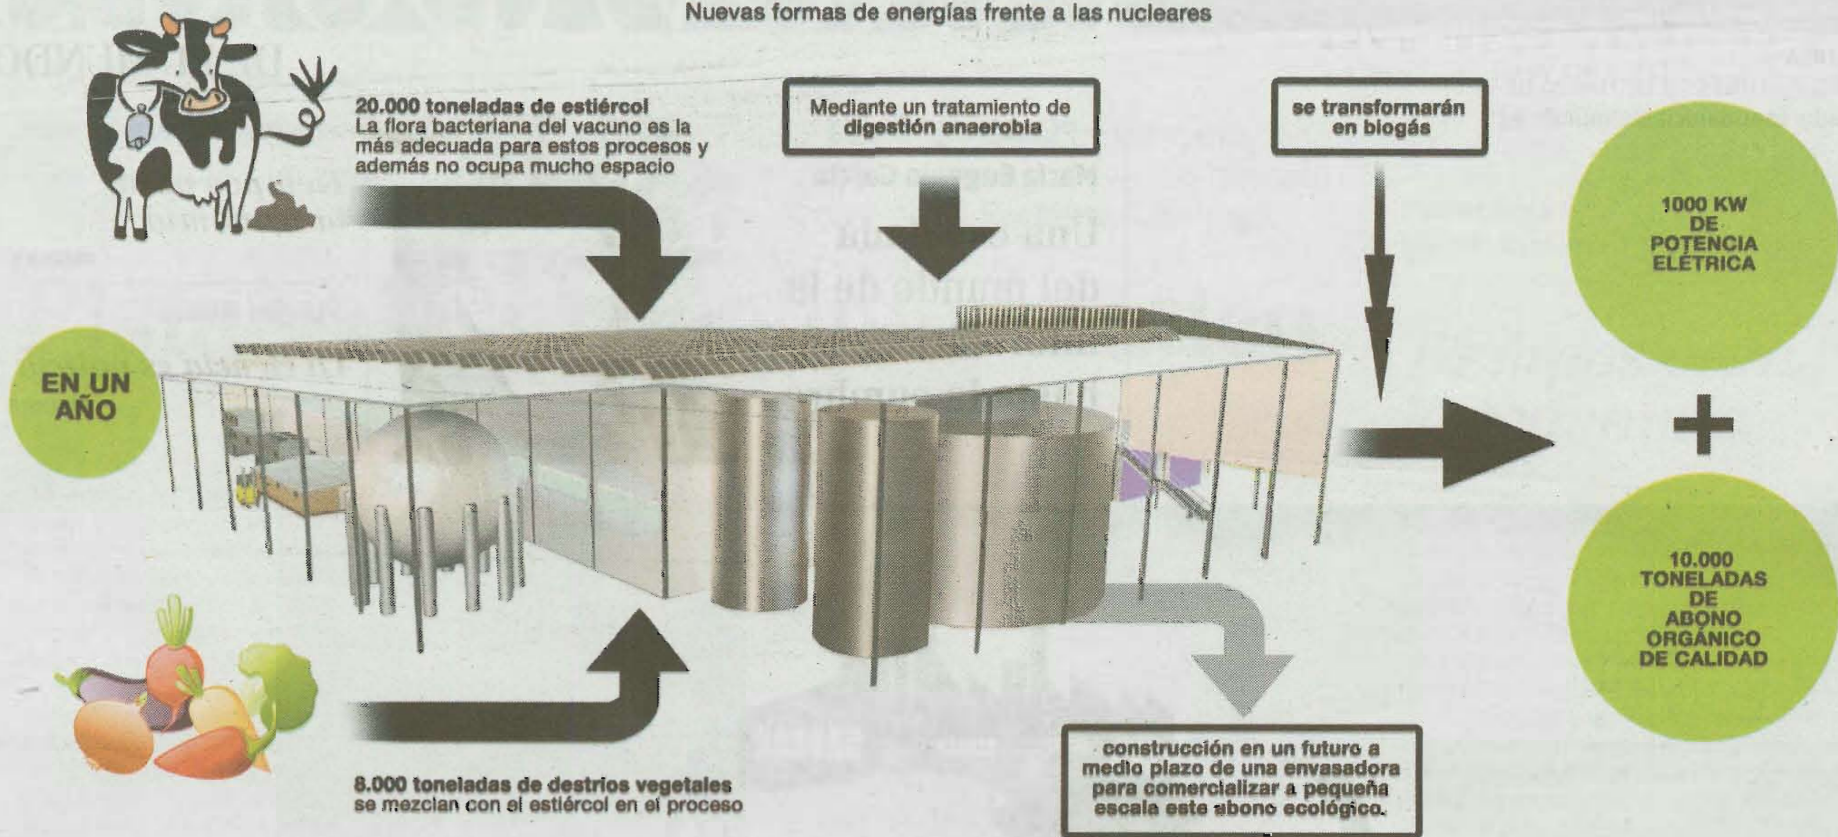 Nuevas formas de energías frente a las nucleares
20.000 toneladas de estiércol
La flora bacteriana del vacuno es la
más adecuada para estos procesos y
además no ocupa mucho espacio
Mediante un tratamiento de
digestión anaerobia
se transformarán
en biogás
1000 KW
DE
POTENCIA
ELÉTRICA
EN UN
AÑO
+
10.000
TONELADAS
DE
ABONO
ORGÁNICO
DE CALIDAD
8.000 toneladas de destrios vegetales
se mezclan con el estiércol en el proceso
construcción en un futuro a
medio plazo de una envasadora
para comercializar a pequeña
escala este abono ecológico.